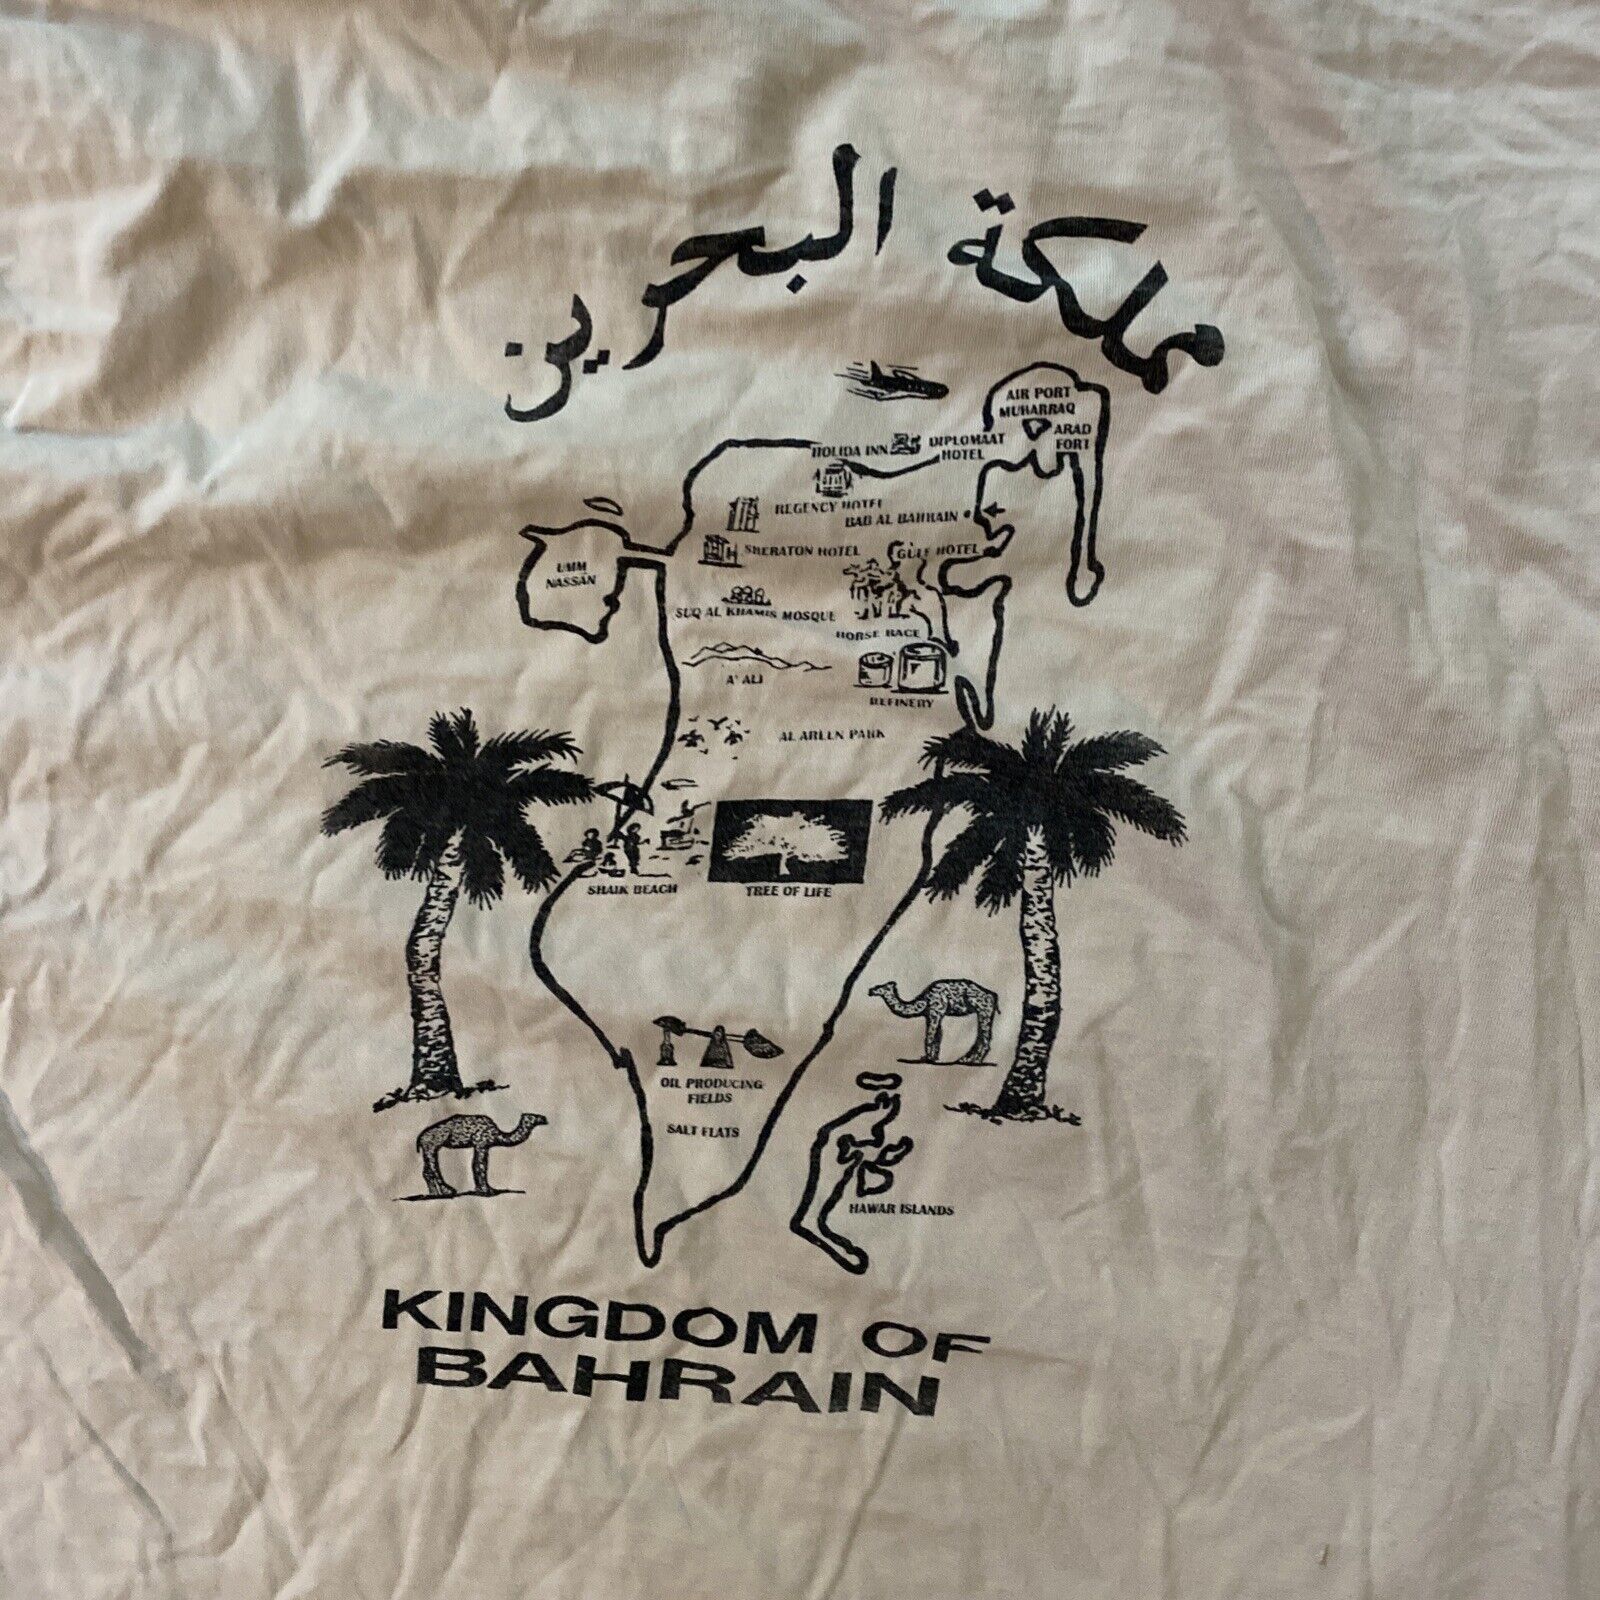 مملكة البحرين
AIR PORT
MUHARRAQ
ARAD
FORT
HOLIDA INN
DIPLOMAAT
HOTEL
REGENCY HOTEL
BAB AL BAHRAIN
SHERATON HOTEL
GULF HOTEL
UMM
NASSAN
SUQ AL KHAMIS MOSQUE
HORSE RACE
A' ALI
REFINERY
AL AREEN PARK
SHAIK BEACH
TREE OF LIFE
OIL PRODUCING
FIELDS
SALT FLATS
HAWAR ISLANDS
KINGDOM OF
BAHRAIN